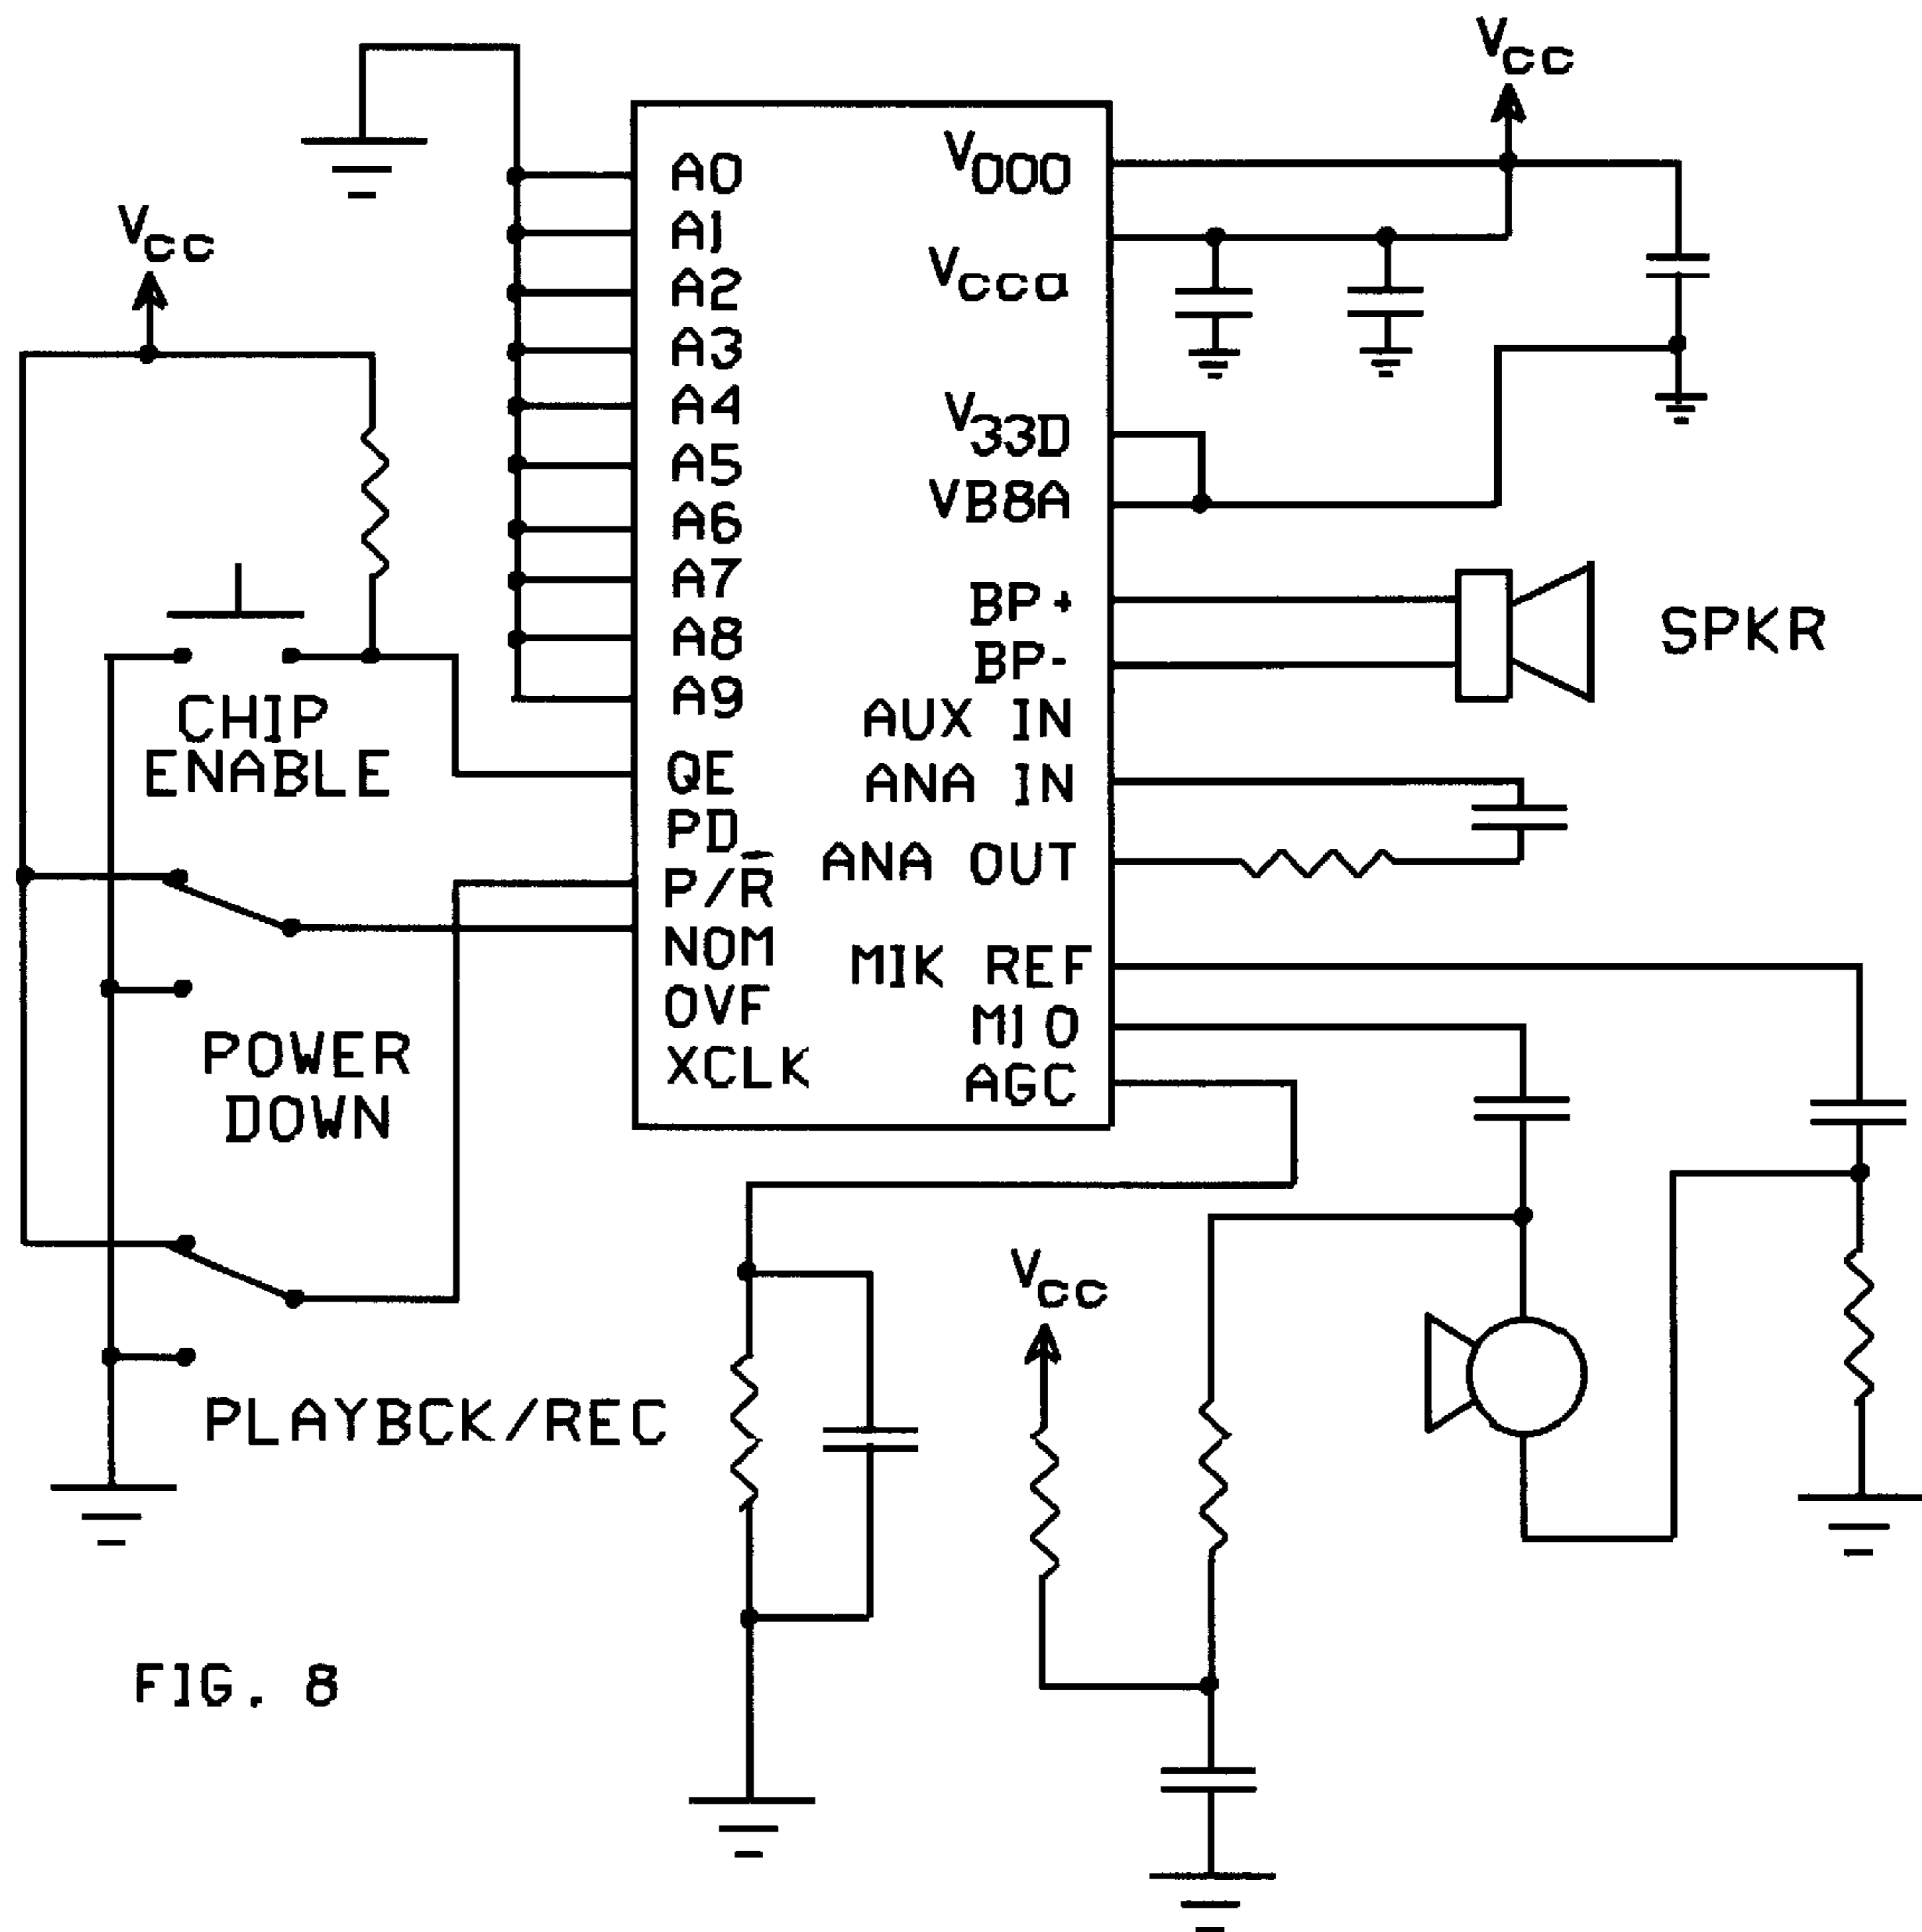 Vcc
Vcc
A0
A1
A2
A3
A4
A5
A6
A7
A8
A9
QE
PD
P/R̅
NOM
OVF
XCLK
V000
Vcca
V33D
VB8A
BP+
BP-
AUX IN
ANA IN
ANA OUT
MIK REF
M10
AGC
SPKR
CHIP
ENABLE
POWER
DOWN
PLAYBCK/REC
Vcc
FIG. 8